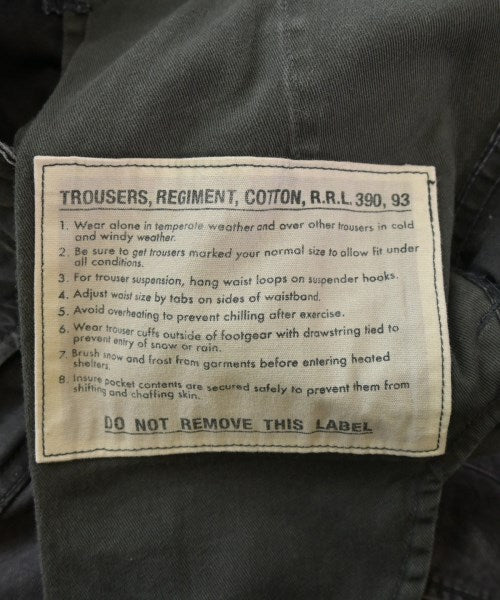 TROUSERS, REGIMENT, COTTON, R.R.L. 390, 93
1. Wear alone in temperate weather and over other trousers in cold
and windy weather.
2. Be sure to get trousers marked your normal size to allow fit under
all conditions.
3. For trouser suspension, hang waist loops on suspender hooks.
4. Adjust waist size by tabs on sides of waistband.
5. Avoid overheating to prevent chilling after exercise.
6. Wear trouser cuffs outside of footgear with drawstring tied to
prevent entry of snow or rain.
7. Brush snow and frost from garments before entering heated
shelters.
8. Insure pocket contents are secured safely to prevent them from
shifting and chaffing skin.
DO NOT REMOVE THIS LABEL